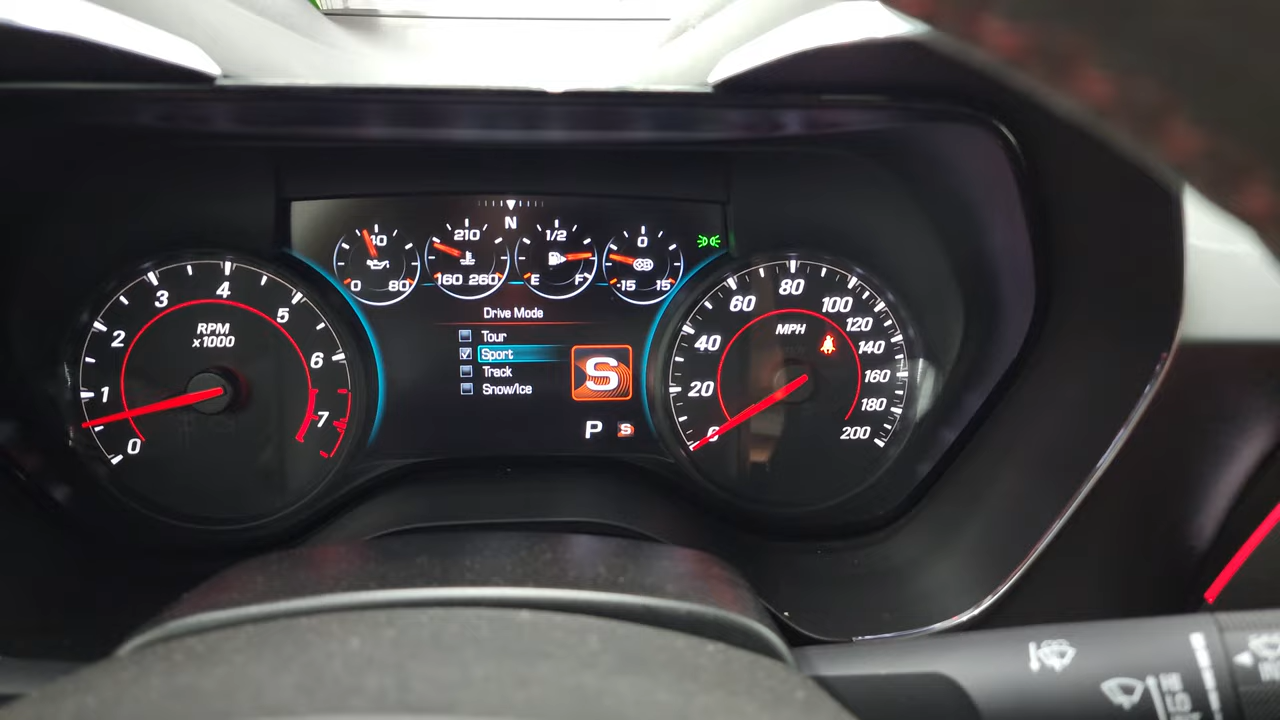 N
40
210
1/2
0
0 80
160 260
E F
-15 15
Drive Mode
Tour
Sport
Track
Snow/Ice
S
P S
RPM
x1000
0
1
2
3
4
5
6
7
MPH
0
20
40
60
80
100
120
140
160
180
200